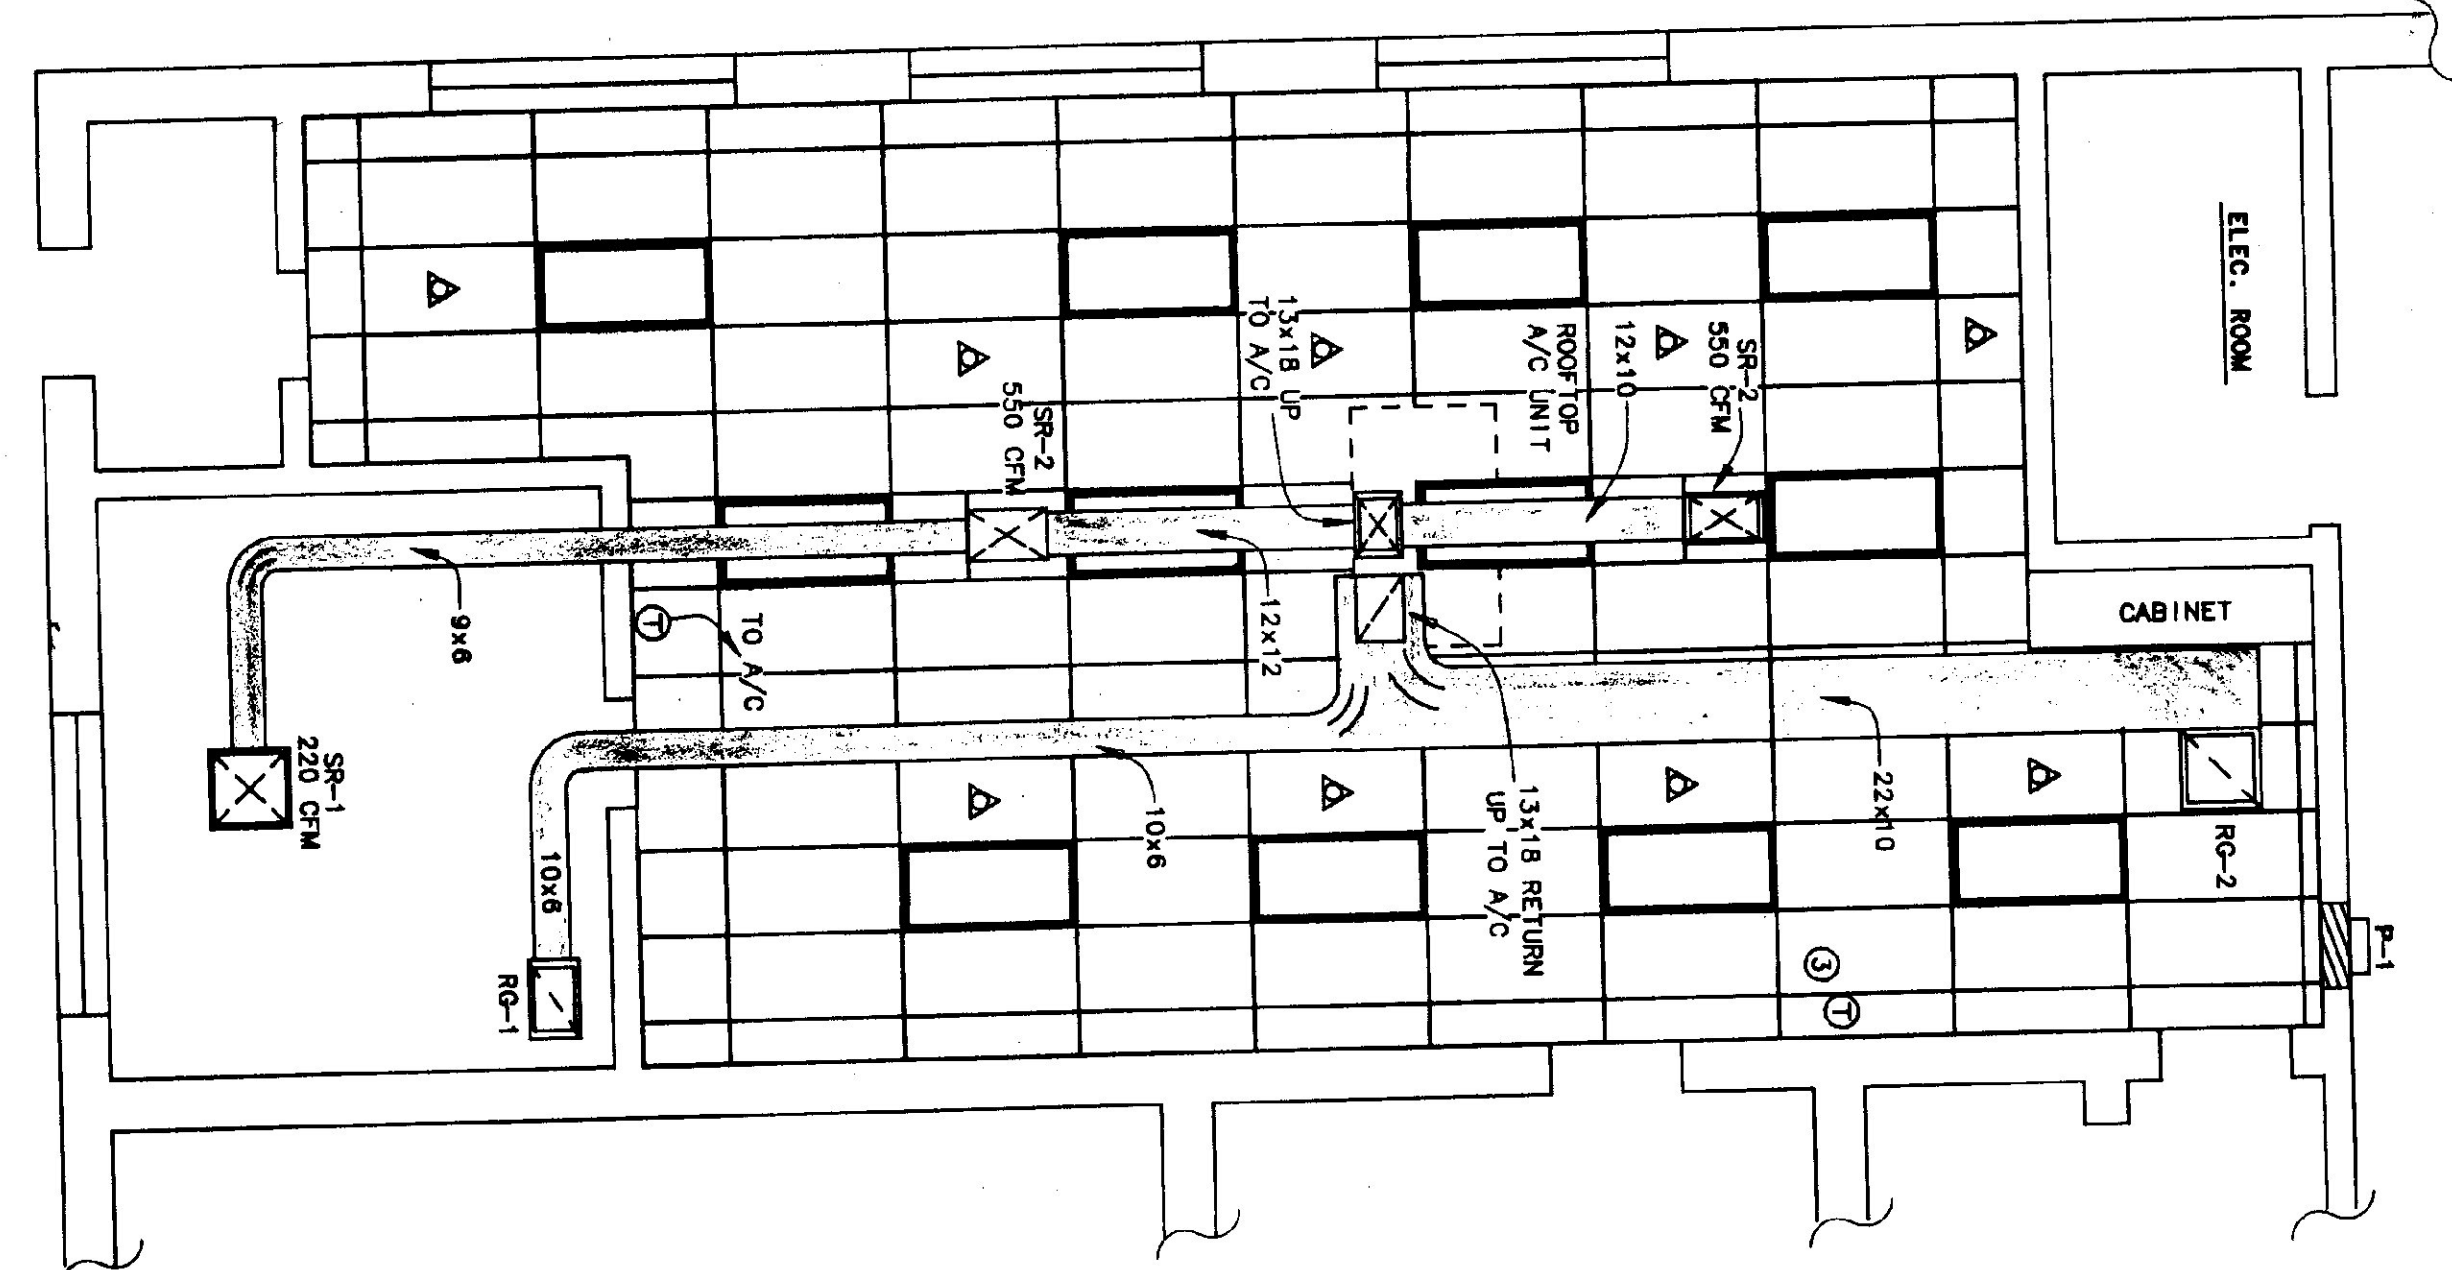 ELEC. ROOM
CABINET
SR-2
550 CFM
12x10
ROOFTOP
A/C UNIT
13x18 UP
TO A/C
SR-2
550 CFM
12x12
9x6
T
TO A/C
SR-1
220 CFM
22x10
13x18 RETURN
UP TO A/C
10x6
10x6
RG-1
RG-2
P-1
3
T